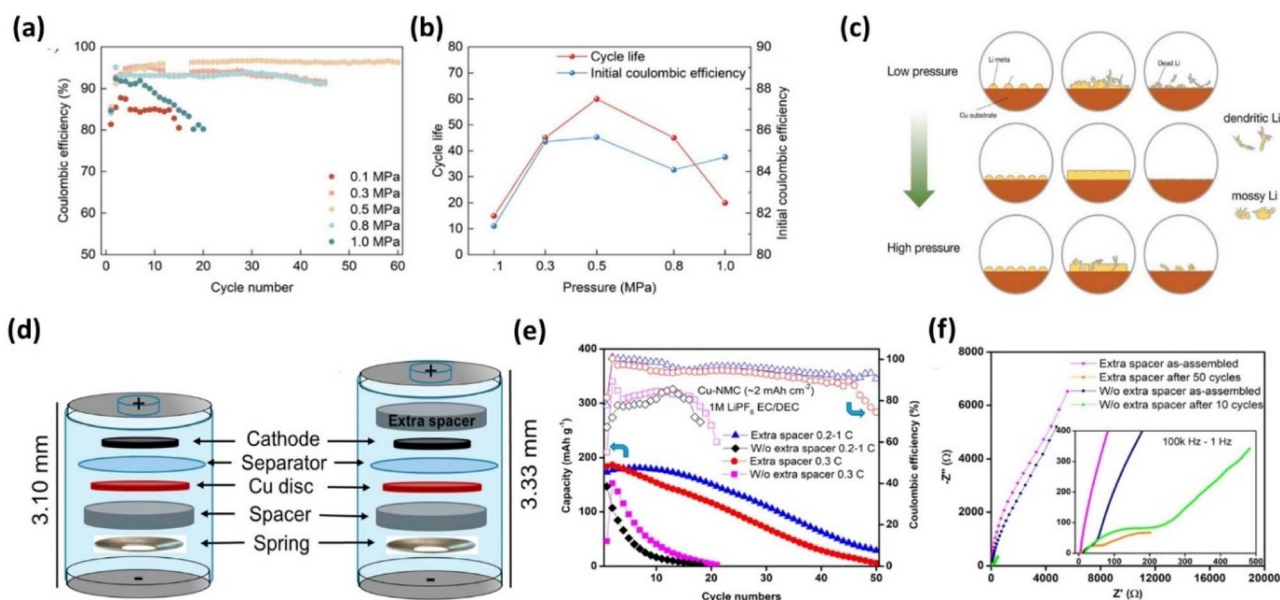 (a)
Coulombic efficiency (%)
100
90
80
70
60
50
0.1 MPa
0.3 MPa
0.5 MPa
0.8 MPa
1.0 MPa
0 10 20 30 40 50 60
Cycle number
(b)
Cycle life
80
70
60
50
40
30
20
10
0
Cycle life
Initial coulombic efficiency
90
88
86
84
82
80
Initial coulombic efficiency
.1 0.3 0.5 0.8 1.0
Pressure (MPa)
(c)
Low pressure
High pressure
Li meta
Cu substrate
Dead Li
dendritic Li
mossy Li
(d)
3.10 mm
+
-
Cathode
Separator
Cu disc
Spacer
Spring
+
Extra spacer
-
3.33 mm
(e)
Capacity (mAh g⁻¹)
400
300
200
100
0
Cu-NMC (~2 mAh cm⁻²)
1M LiPF₆ EC/DEC
Extra spacer 0.2-1 C
W/o extra spacer 0.2-1 C
Extra spacer 0.3 C
W/o extra spacer 0.3 C
100
80
60
40
20
0
Coulombic efficiency (%)
10 20 30 40 50
Cycle numbers
(f)
-Z'' (Ω)
8000
6000
4000
2000
0
Extra spacer as-assembled
Extra spacer after 50 cycles
W/o extra spacer as-assembled
W/o extra spacer after 10 cycles
100k Hz - 1 Hz
400
300
200
100
0
0 100 200 300 400 500
0 4000 8000 12000 16000 20000
Z' (Ω)